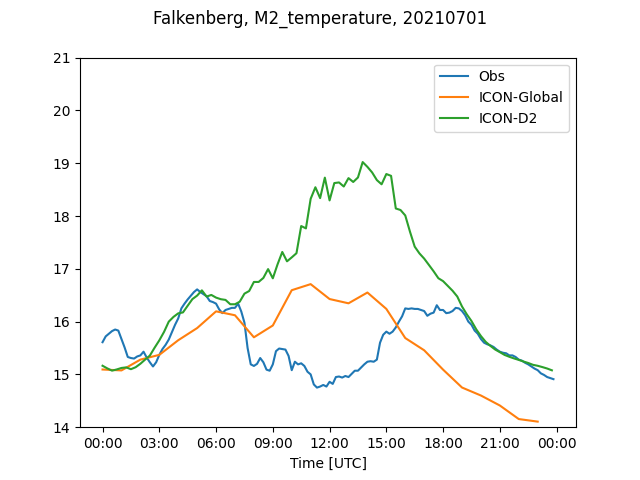 Falkenberg, M2_temperature, 20210701
21
20
19
18
17
16
15
14
Obs
ICON-Global
ICON-D2
00:00 03:00 06:00 09:00 12:00 15:00 18:00 21:00 00:00
Time [UTC]